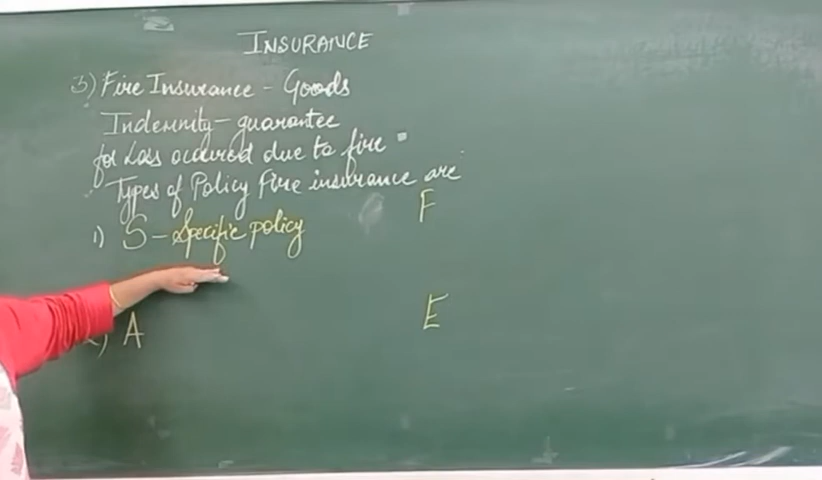 INSURANCE
3) Fire Insurance - Goods
Indemnity - guarantee
for Loss occured due to fire
Types of Policy Fire insurance are
F
1) S - Specific policy
E
2) A